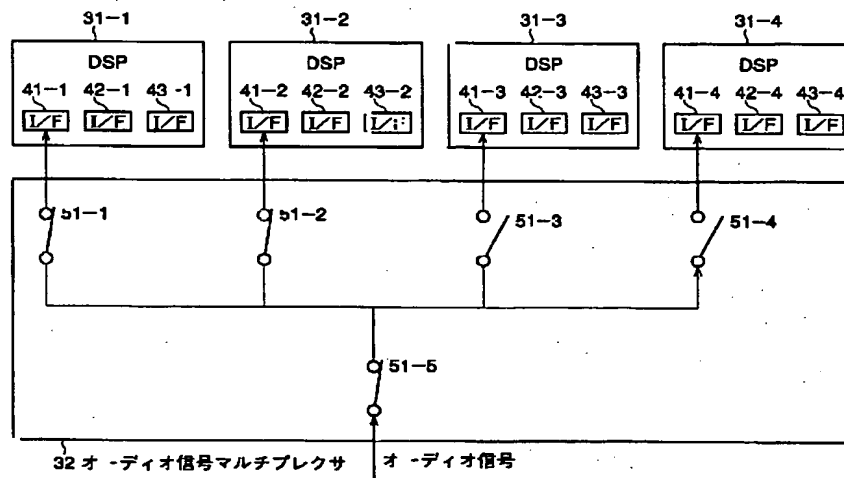 31-1 31-2 31-3 31-4
DSP DSP DSP DSP
41-1 42-1 43-1 41-2 42-2 43-2 41-3 42-3 43-3 41-4 42-4 43-4
I/F I/F I/F I/F I/F I/F I/F I/F I/F I/F I/F
51-1 51-2 51-3 51-4
51-5
32 オ-ディオ信号マルチプレクサ オ-ディオ信号